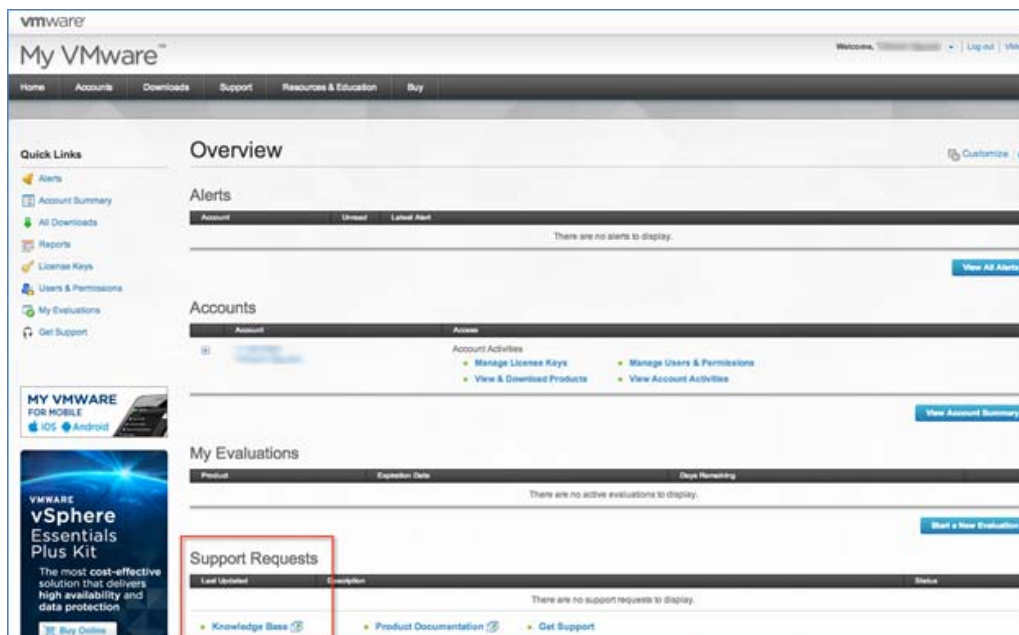 vmware
My VMware™
Welcome,
Log out
Home Accounts Downloads Support Resources & Education Buy
Quick Links
Alerts
Account Summary
All Downloads
Reports
License Keys
Users & Permissions
My Evaluations
Get Support
MY VMWARE
FOR MOBILE
iOS Android
VMWARE
vSphere
Essentials
Plus Kit
The most cost-effective
solution that delivers
high availability and
data protection
Buy Online
Overview
Customize
Alerts
Account Unread Latest Alert
There are no alerts to display.
View All Alerts
Accounts
Account Access
Account Activities
Manage License Keys Manage Users & Permissions
View & Download Products View Account Activities
View Account Summary
My Evaluations
Product Expiration Date Days Remaining
There are no active evaluations to display.
Start a New Evaluation
Support Requests
Last Updated Description Status
There are no support requests to display.
Knowledge Base Product Documentation Get Support